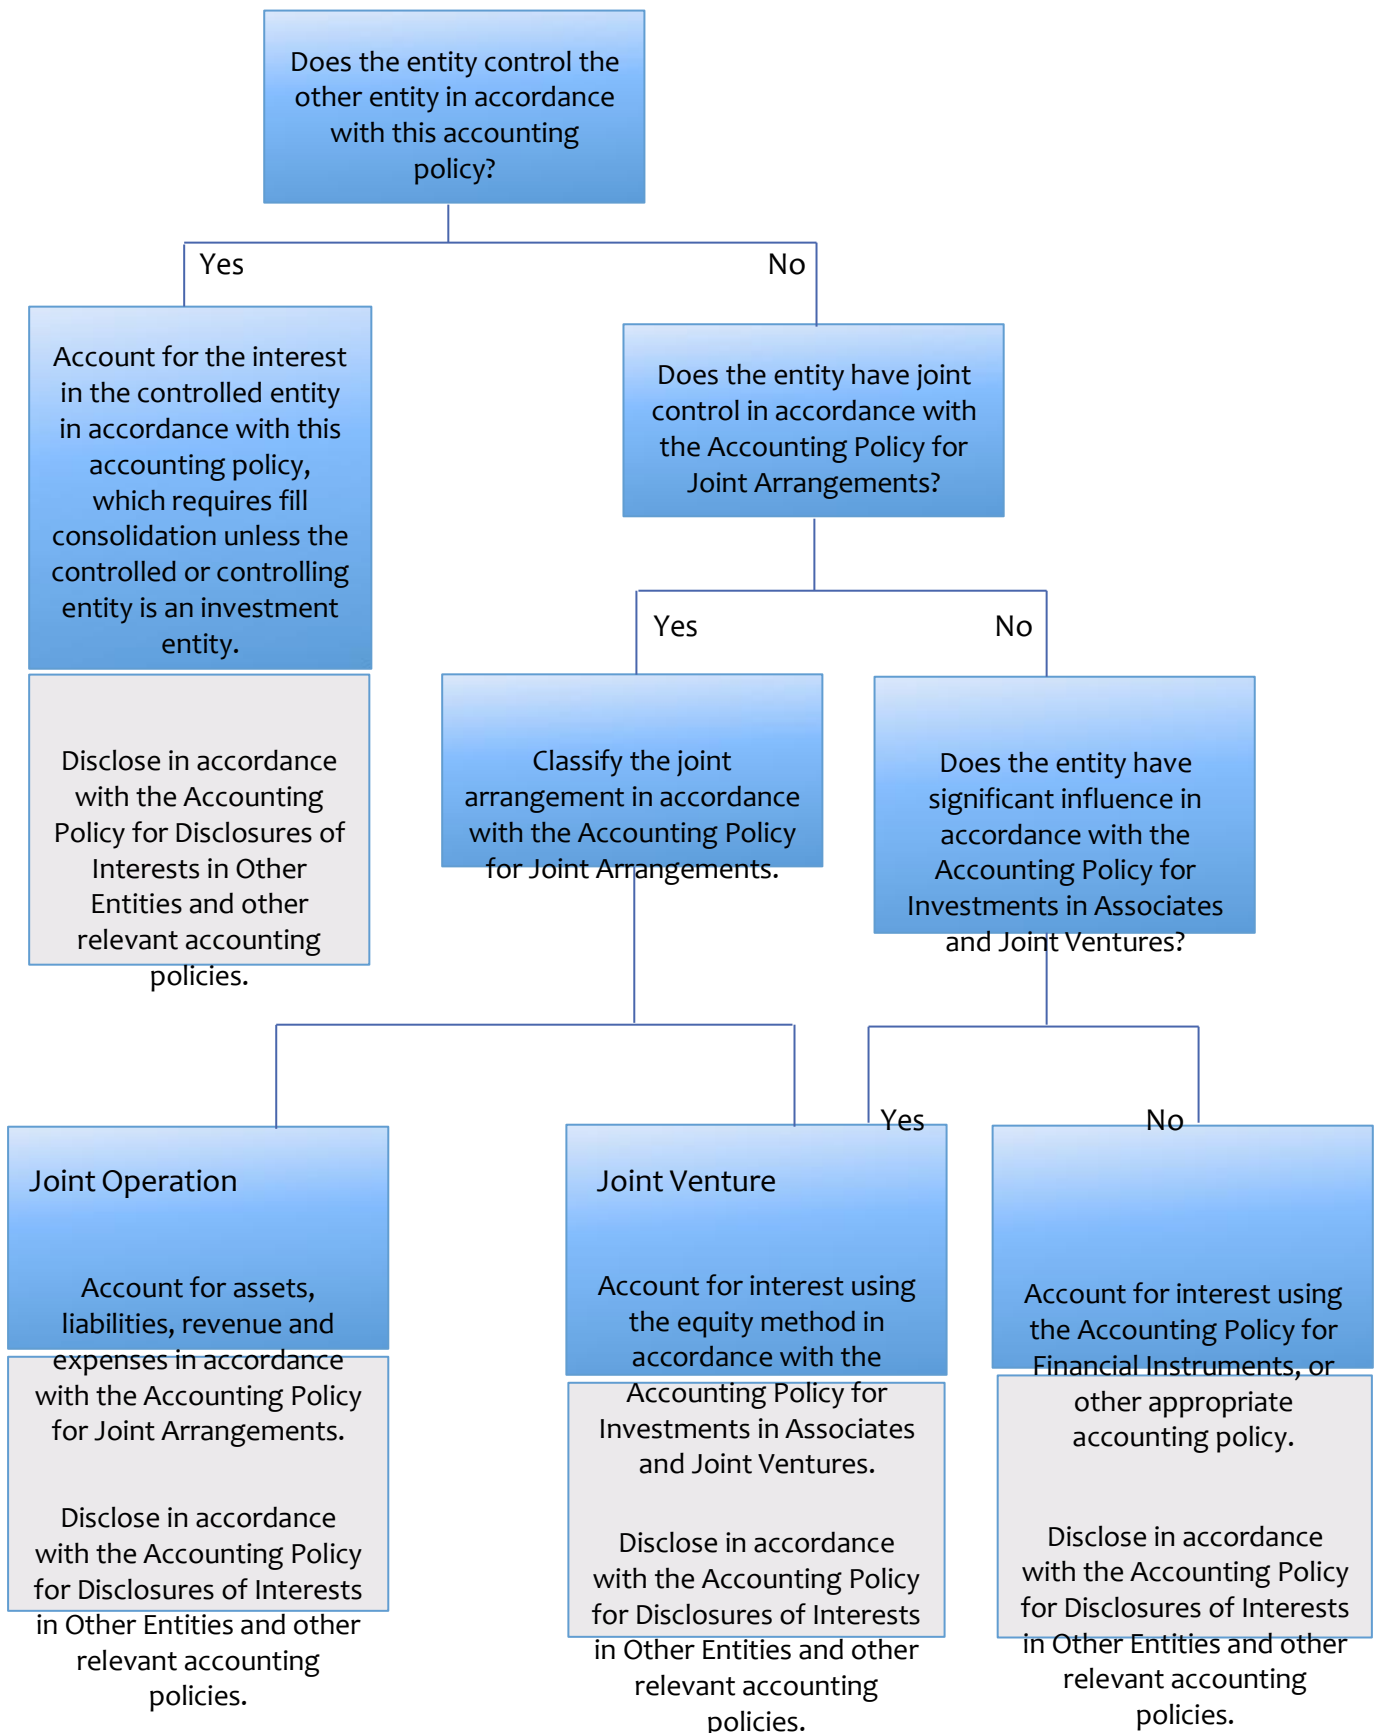 Does the entity control the
other entity in accordance
with this accounting
policy?
Yes
No
Account for the interest
in the controlled entity
in accordance with this
accounting policy,
which requires fill
consolidation unless the
controlled or controlling
entity is an investment
entity.
Disclose in accordance
with the Accounting
Policy for Disclosures of
Interests in Other
Entities and other
relevant accounting
policies.
Does the entity have joint
control in accordance with
the Accounting Policy for
Joint Arrangements?
Yes
No
Classify the joint
arrangement in accordance
with the Accounting Policy
for Joint Arrangements.
Does the entity have
significant influence in
accordance with the
Accounting Policy for
Investments in Associates
and Joint Ventures?
Yes
No
Joint Operation
Account for assets,
liabilities, revenue and
expenses in accordance
with the Accounting Policy
for Joint Arrangements.
Disclose in accordance
with the Accounting Policy
for Disclosures of Interests
in Other Entities and other
relevant accounting
policies.
Joint Venture
Account for interest using
the equity method in
accordance with the
Accounting Policy for
Investments in Associates
and Joint Ventures.
Disclose in accordance
with the Accounting Policy
for Disclosures of Interests
in Other Entities and other
relevant accounting
policies.
Account for interest using
the Accounting Policy for
Financial Instruments, or
other appropriate
accounting policy.
Disclose in accordance
with the Accounting Policy
for Disclosures of Interests
in Other Entities and other
relevant accounting
policies.